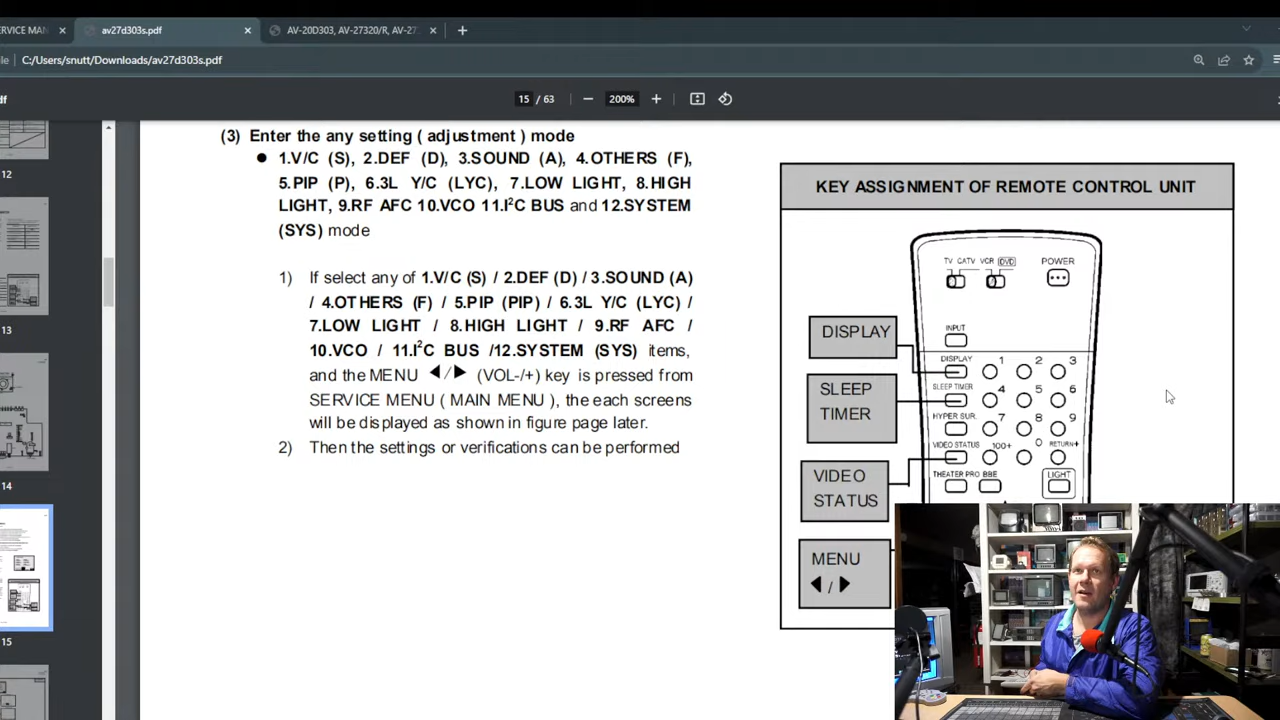 ERVICE MAN
av27d303s.pdf
AV-20D303, AV-27320/R, AV-27
le
C:/Users/snutt/Downloads/av27d303s.pdf
df
15 / 63
200%
12
13
14
15
(3) Enter the any setting ( adjustment ) mode
● 1.V/C (S), 2.DEF (D), 3.SOUND (A), 4.OTHERS (F),
5.PIP (P), 6.3L Y/C (LYC), 7.LOW LIGHT, 8.HIGH
LIGHT, 9.RF AFC 10.VCO 11.I²C BUS and 12.SYSTEM
(SYS) mode
1) If select any of 1.V/C (S) / 2.DEF (D) / 3.SOUND (A)
/ 4.OTHERS (F) / 5.PIP (PIP) / 6.3L Y/C (LYC) /
7.LOW LIGHT / 8.HIGH LIGHT / 9.RF AFC /
10.VCO / 11.I²C BUS /12.SYSTEM (SYS) items,
and the MENU ◀/▶ (VOL-/+) key is pressed from
SERVICE MENU ( MAIN MENU ), the each screens
will be displayed as shown in figure page later.
2) Then the settings or verifications can be performed
KEY ASSIGNMENT OF REMOTE CONTROL UNIT
TV CATV VCR DVD POWER
INPUT
DISPLAY
DISPLAY 1 2 3
SLEEP
TIMER
SLEEP TIMER 4 5 6
HYPER SUR. 7 8 9
VIDEO STATUS 100+ 0 RETURN+
VIDEO
STATUS
THEATER PRO BBE LIGHT
MENU
◀ / ▶